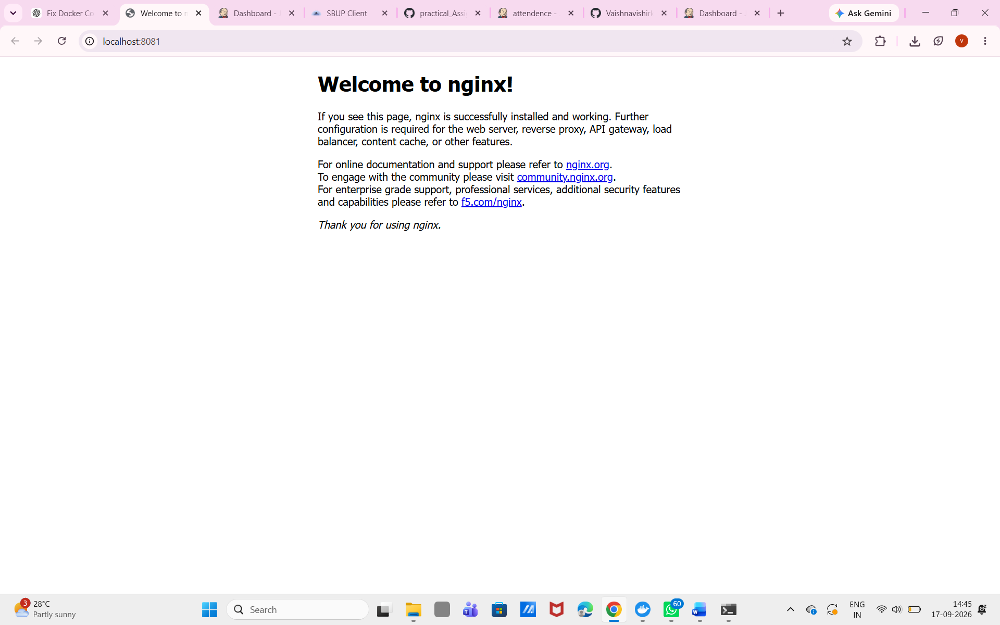 Fix Docker Co
Welcome to n
Dashboard - J
SBUP Client
practical_Assi
attendence -
Vaishnavishirk
Dashboard - J
Ask Gemini
localhost:8081
V
Welcome to nginx!
If you see this page, nginx is successfully installed and working. Further
configuration is required for the web server, reverse proxy, API gateway, load
balancer, content cache, or other features.
For online documentation and support please refer to nginx.org.
To engage with the community please visit community.nginx.org.
For enterprise grade support, professional services, additional security features
and capabilities please refer to f5.com/nginx.
Thank you for using nginx.
3
28°C
Partly sunny
Search
60
ENG
IN
14:45
17-09-2026